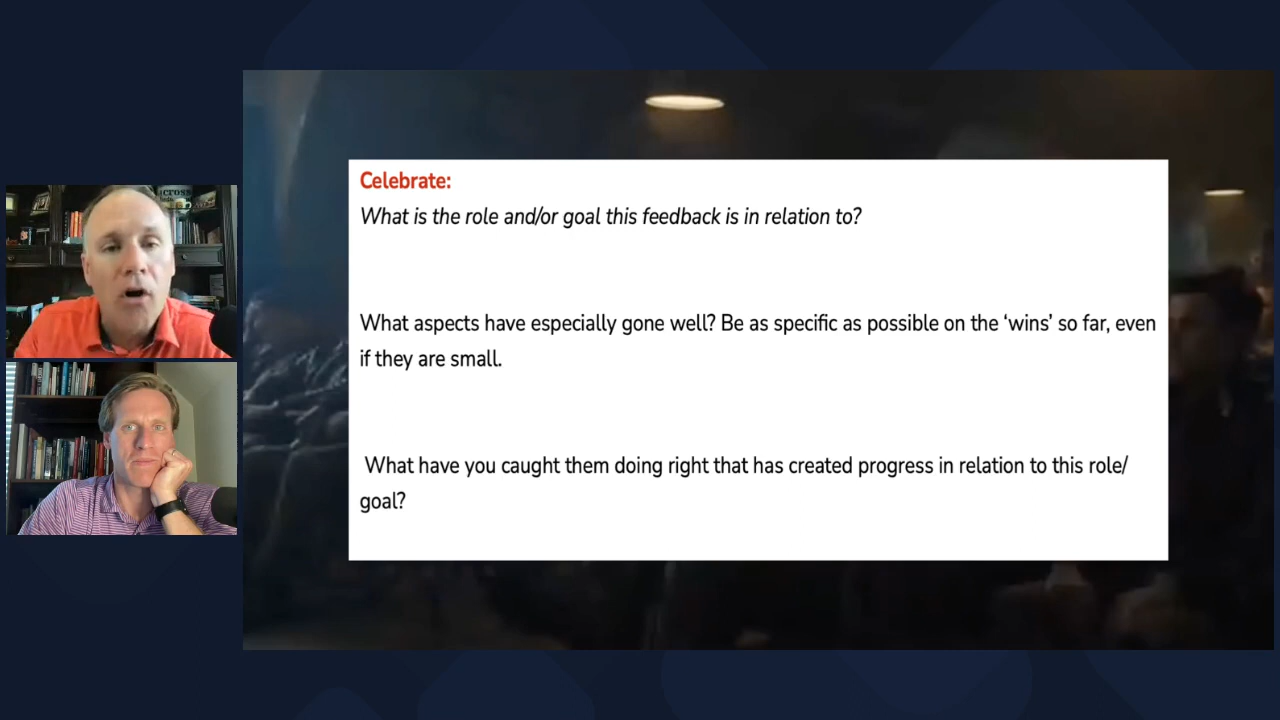 Celebrate:
What is the role and/or goal this feedback is in relation to?
What aspects have especially gone well? Be as specific as possible on the ‘wins’ so far, even
if they are small.
What have you caught them doing right that has created progress in relation to this role/
goal?